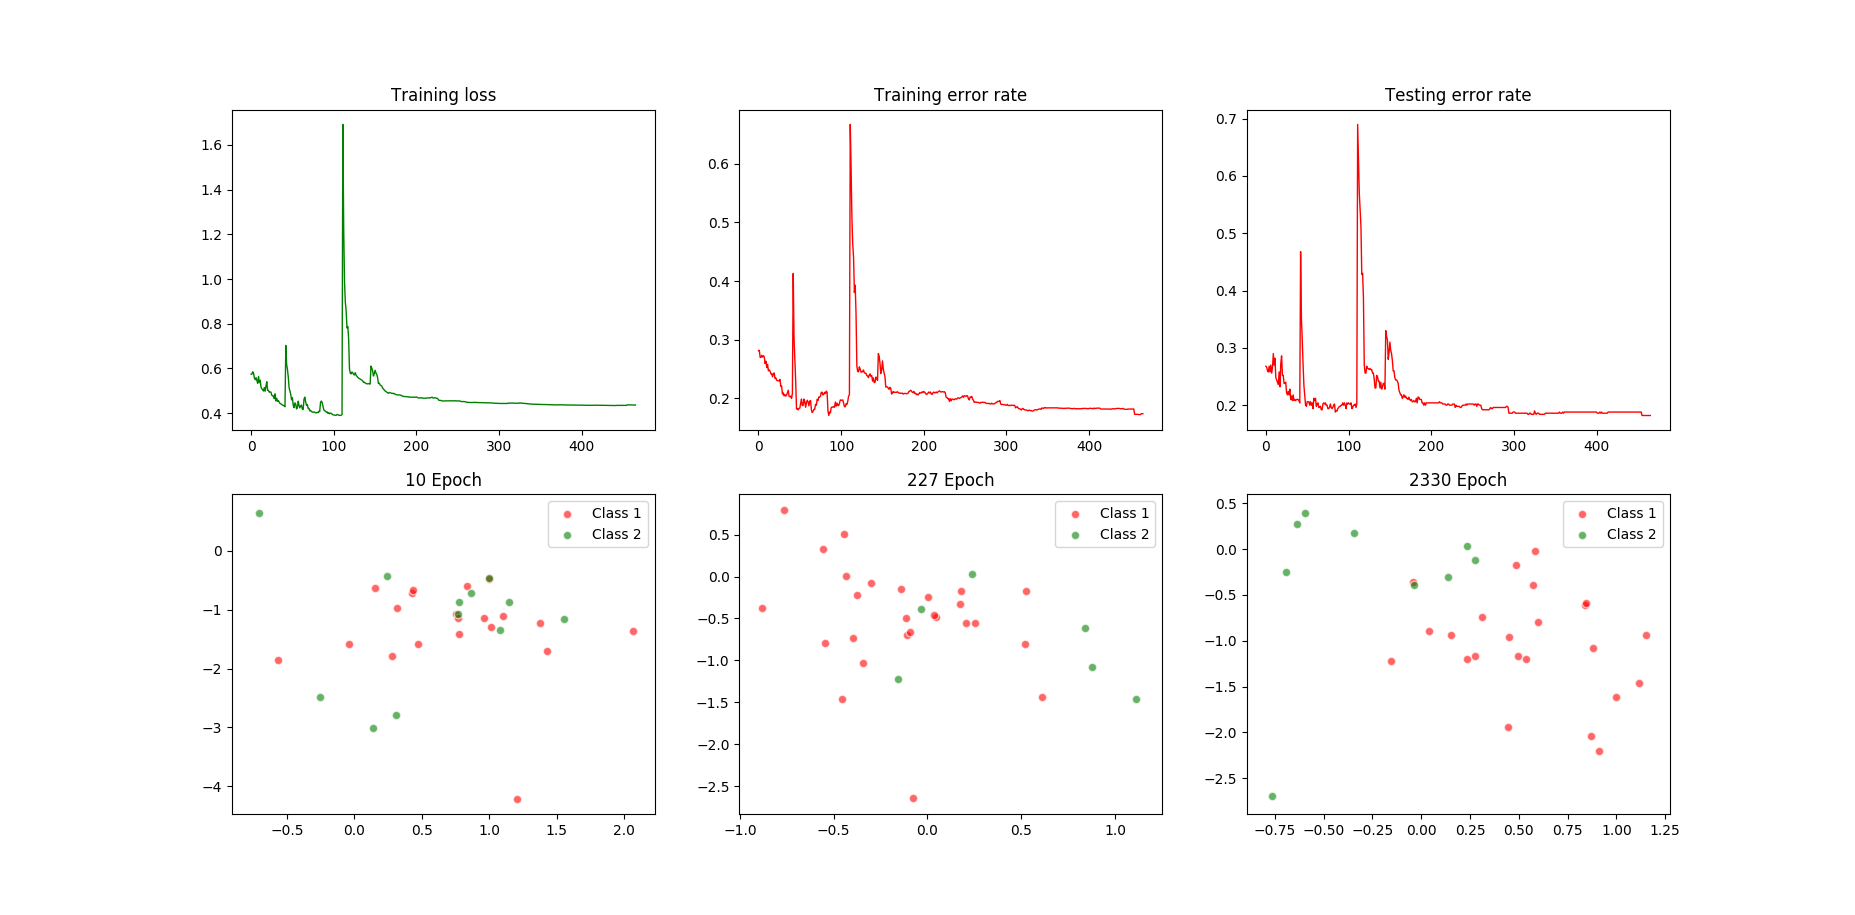 Training loss
1.6
1.4
1.2
1.0
0.8
0.6
0.4
0 100 200 300 400
Training error rate
0.6
0.5
0.4
0.3
0.2
0 100 200 300 400
Testing error rate
0.7
0.6
0.5
0.4
0.3
0.2
0 100 200 300 400
10 Epoch
Class 1
Class 2
0
−1
−2
−3
−4
−0.5 0.0 0.5 1.0 1.5 2.0
227 Epoch
Class 1
Class 2
0.5
0.0
−0.5
−1.0
−1.5
−2.0
−2.5
−1.0 −0.5 0.0 0.5 1.0
2330 Epoch
Class 1
Class 2
0.5
0.0
−0.5
−1.0
−1.5
−2.0
−2.5
−0.75 −0.50 −0.25 0.00 0.25 0.50 0.75 1.00 1.25